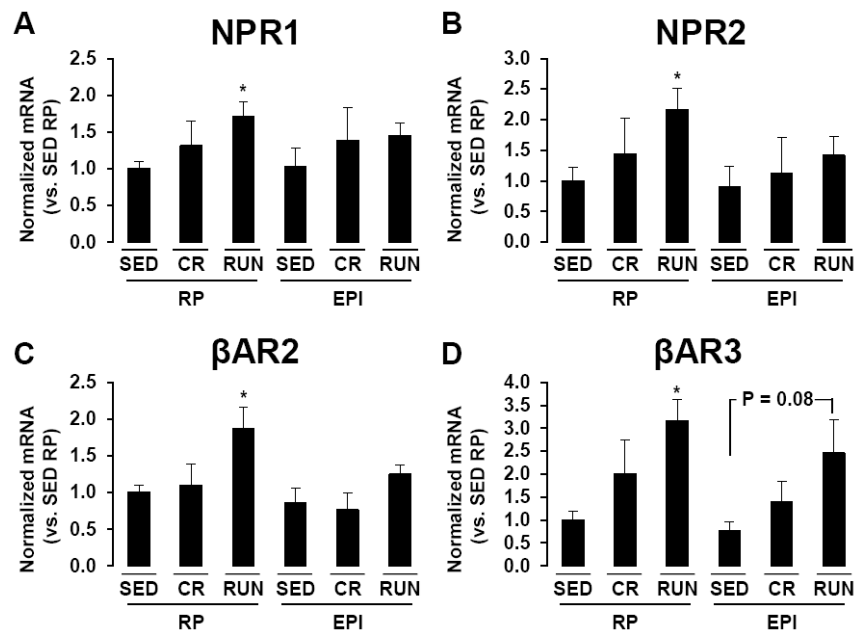 A
NPR1
Normalized mRNA
(vs. SED RP)
2.5
2.0
1.5
1.0
0.5
0.0
*
SED CR RUN SED CR RUN
RP EPI
B
NPR2
Normalized mRNA
(vs. SED RP)
3.0
2.5
2.0
1.5
1.0
0.5
0.0
*
SED CR RUN SED CR RUN
RP EPI
C
βAR2
Normalized mRNA
(vs. SED RP)
2.5
2.0
1.5
1.0
0.5
0.0
*
SED CR RUN SED CR RUN
RP EPI
D
βAR3
Normalized mRNA
(vs. SED RP)
4.0
3.5
3.0
2.5
2.0
1.5
1.0
0.5
0.0
*
P = 0.08
SED CR RUN SED CR RUN
RP EPI